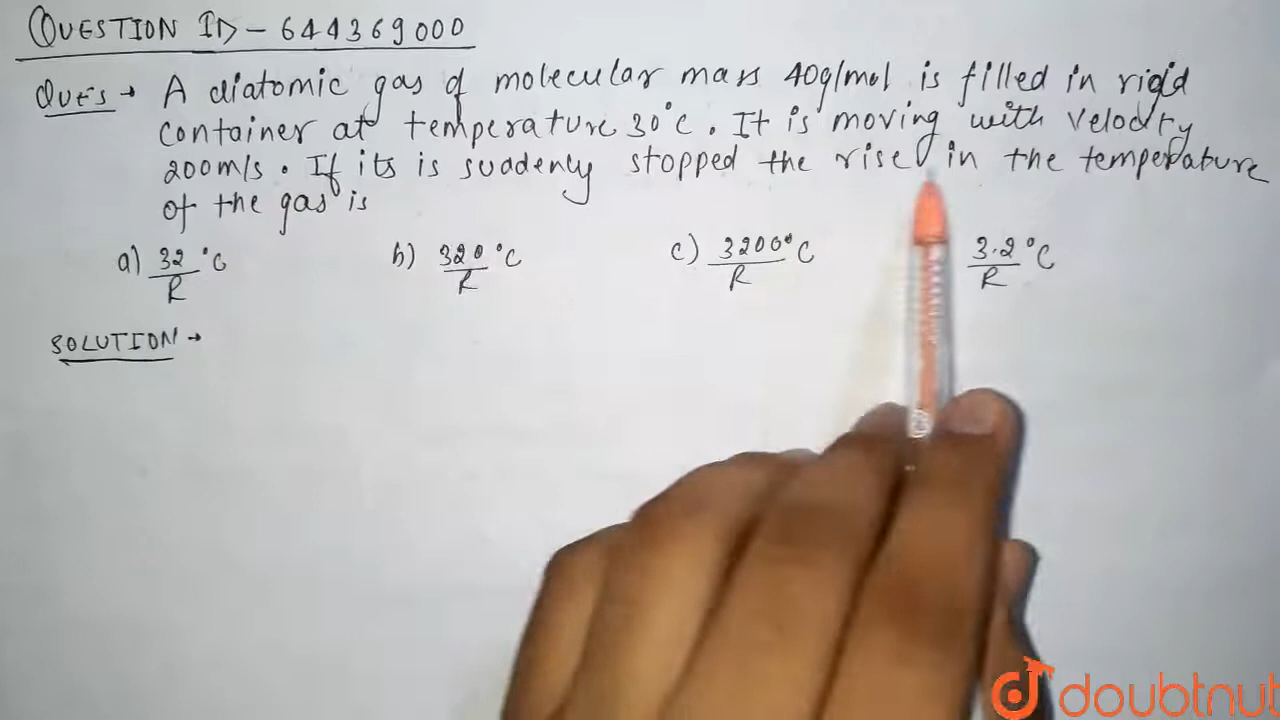 QUESTION ID - 644369000
QUES → A diatomic gas of molecular mass 40g/mol is filled in rigid
container at temperature 30°c. It is moving with velocity
200m/s. If its is suddenly stopped the rise in the temperature
of the gas is
a) 32/R °C b) 320/R °C c) 3200/R °C 3.2/R °C
SOLUTION →
doubtnut